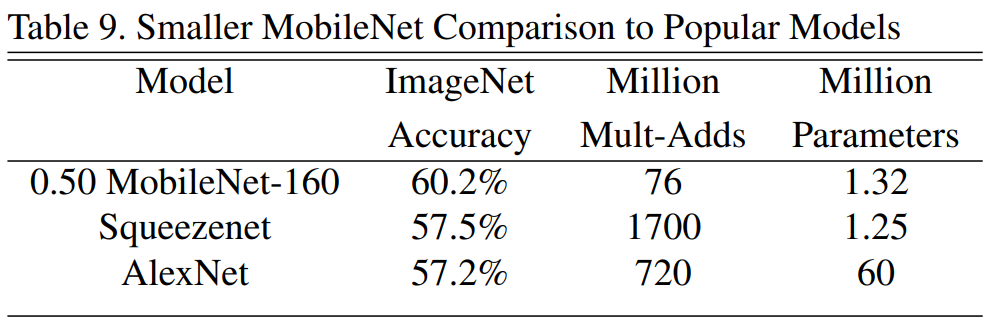 Table 9. Smaller MobileNet Comparison to Popular Models
Model ImageNet Million Million
Accuracy Mult-Adds Parameters
0.50 MobileNet-160 60.2% 76 1.32
Squeezenet 57.5% 1700 1.25
AlexNet 57.2% 720 60